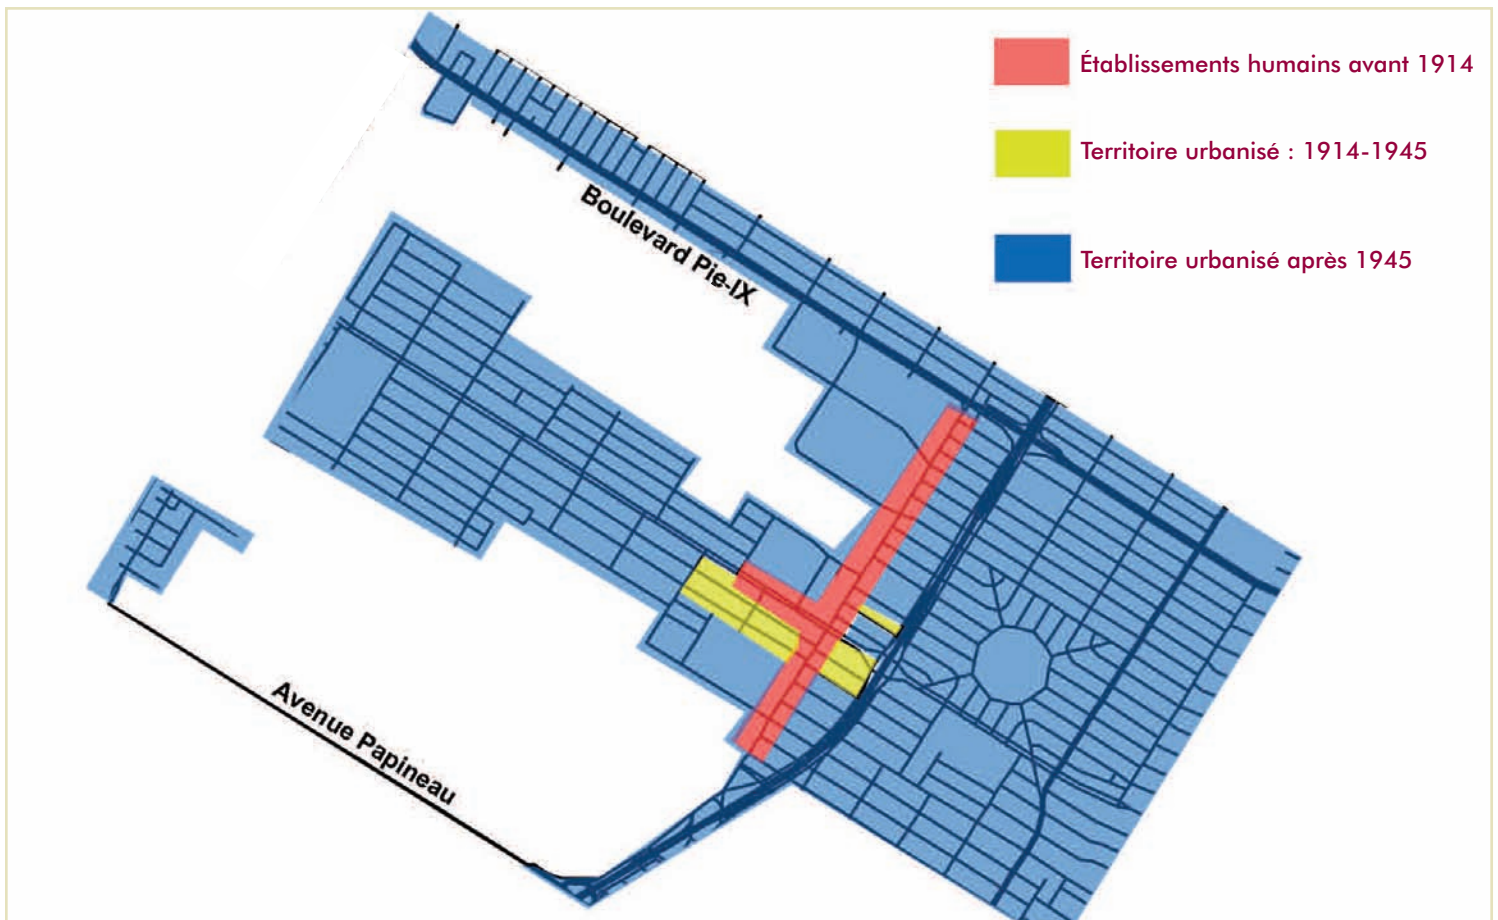 Établissements humains avant 1914
Territoire urbanisé : 1914-1945
Boulevard Pie-IX
Territoire urbanisé après 1945
Avenue Papineau